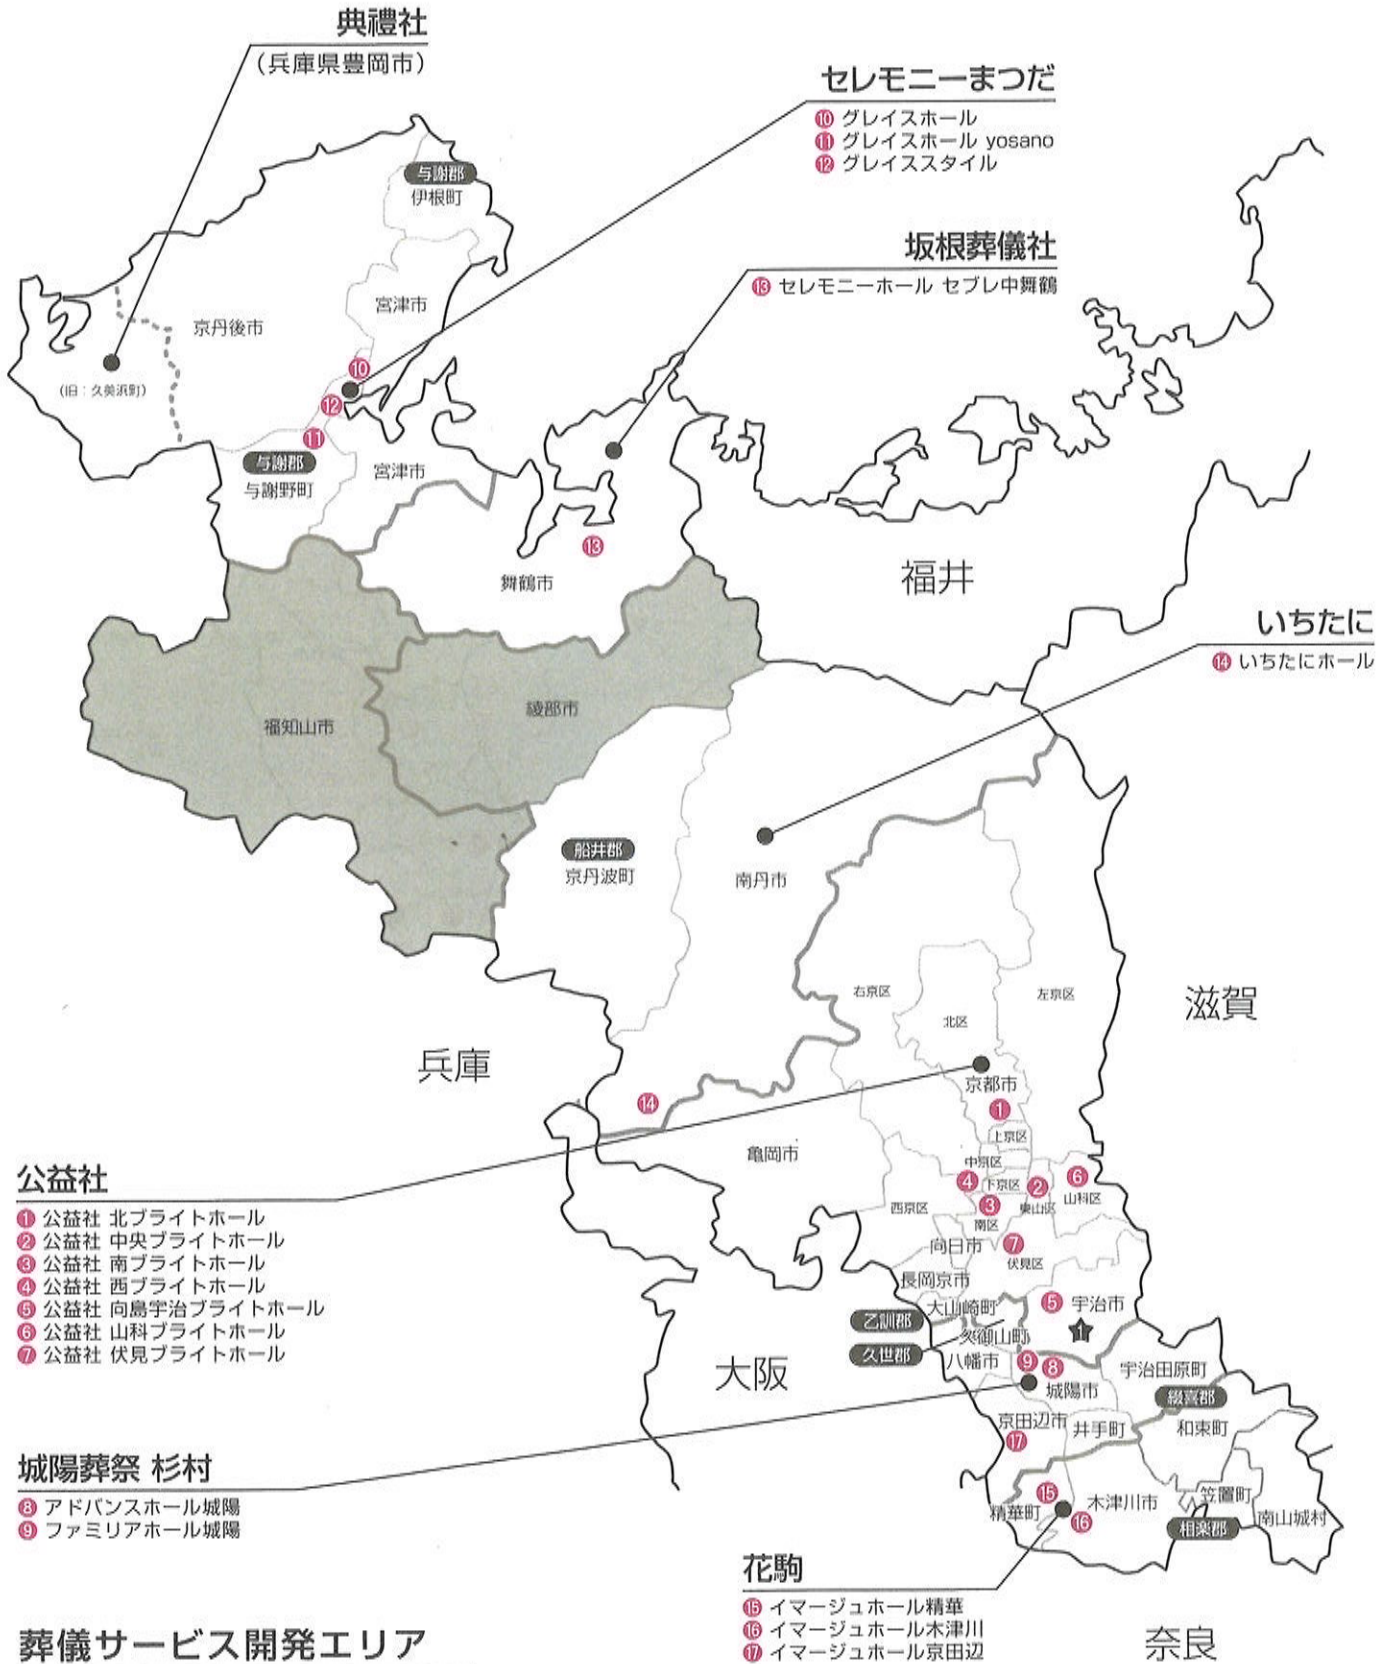 典禮社
（兵庫県豊岡市）
セレモニーまつだ
⑩ グレイスホール
⑪ グレイスホール yosano
⑫ グレイススタイル
与謝郡
伊根町
坂根葬儀社
⑬ セレモニーホール セブレ中舞鶴
宮津市
京丹後市
（旧：久美浜町）
⑩
⑫
⑪
与謝郡
与謝野町
宮津市
⑬
舞鶴市
福井
いちたに
⑭ いちたにホール
福知山市
綾部市
船井郡
京丹波町
南丹市
右京区
左京区
北区
滋賀
兵庫
京都市
①
⑭
上京区
亀岡市
中京区
④
下京区
②
⑥
山科区
西京区
③
東山区
南区
向日市
⑦
伏見区
長岡京市
公益社
① 公益社 北ブライトホール
② 公益社 中央ブライトホール
③ 公益社 南ブライトホール
④ 公益社 西ブライトホール
⑤ 公益社 向島宇治ブライトホール
⑥ 公益社 山科ブライトホール
⑦ 公益社 伏見ブライトホール
大山崎町
⑤
宇治市
乙訓郡
1
久御山町
久世郡
八幡市
⑨
⑧
城陽市
宇治田原町
大阪
綴喜郡
京田辺市
井手町
和束町
⑰
城陽葬祭 杉村
⑧ アドバンスホール城陽
⑨ ファミリアホール城陽
⑮
精華町
⑯
木津川市
笠置町
相楽郡
南山城村
花駒
⑮ イマージュホール精華
⑯ イマージュホール木津川
⑰ イマージュホール京田辺
奈良
葬儀サービス開発エリア